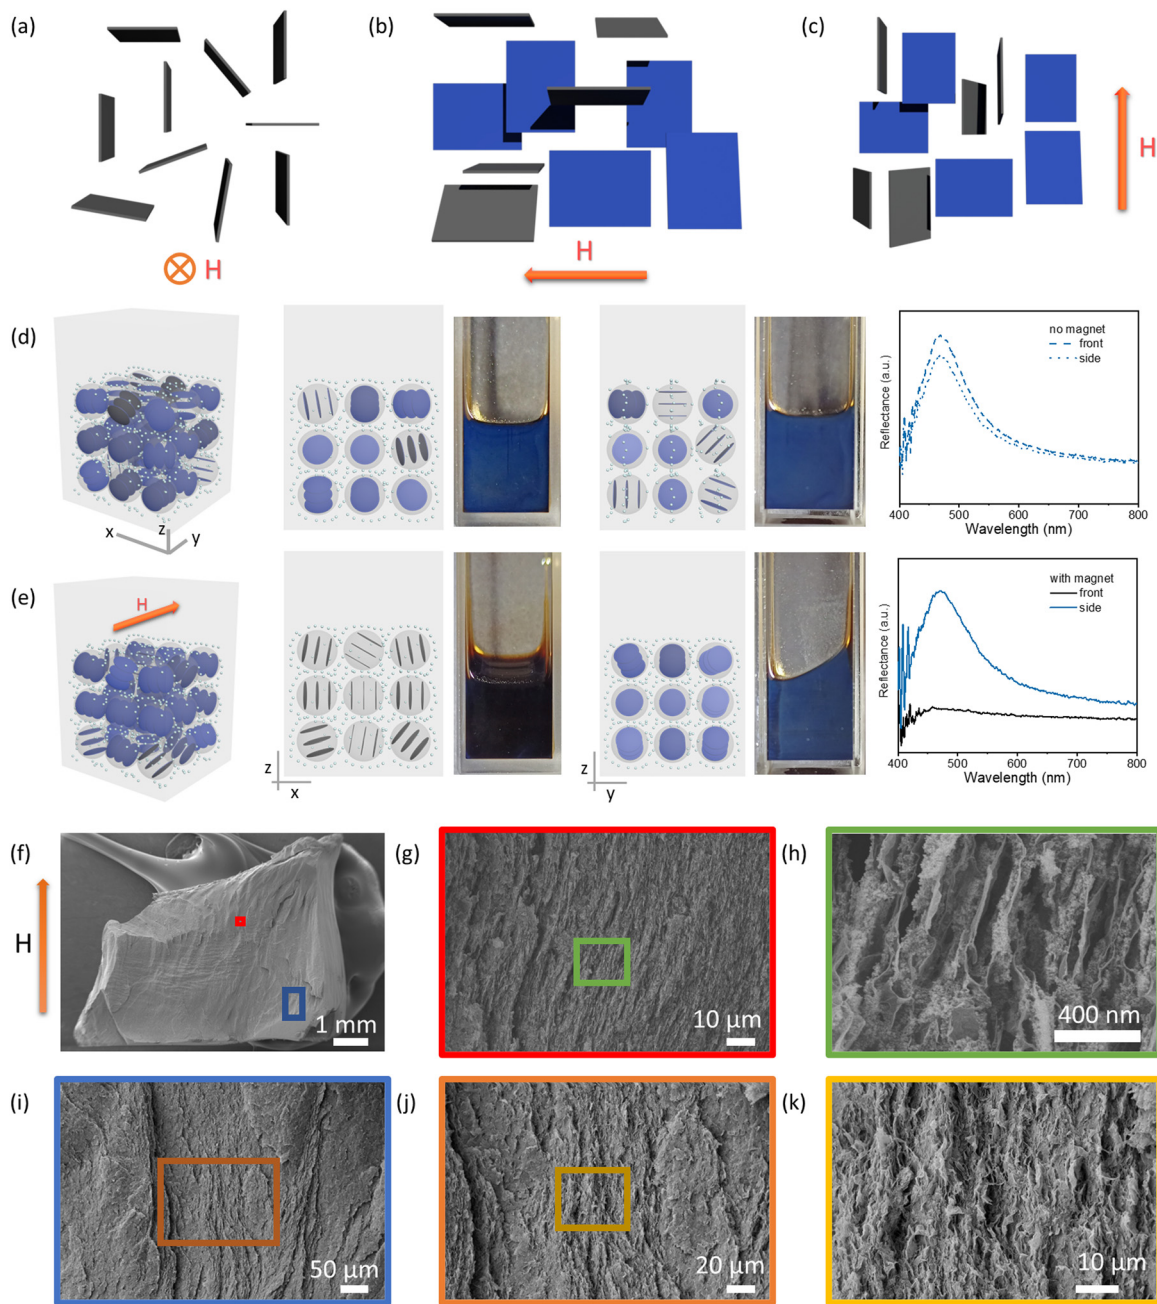 (a)
(b)
(c)
H
H
H
(d)
x
z
y
no magnet
front
side
Reflectance (a.u.)
400 500 600 700 800
Wavelength (nm)
(e)
H
z
x
z
y
with magnet
front
side
Reflectance (a.u.)
400 500 600 700 800
Wavelength (nm)
(f)
H
1 mm
(g)
10 μm
(h)
400 nm
(i)
50 μm
(j)
20 μm
(k)
10 μm